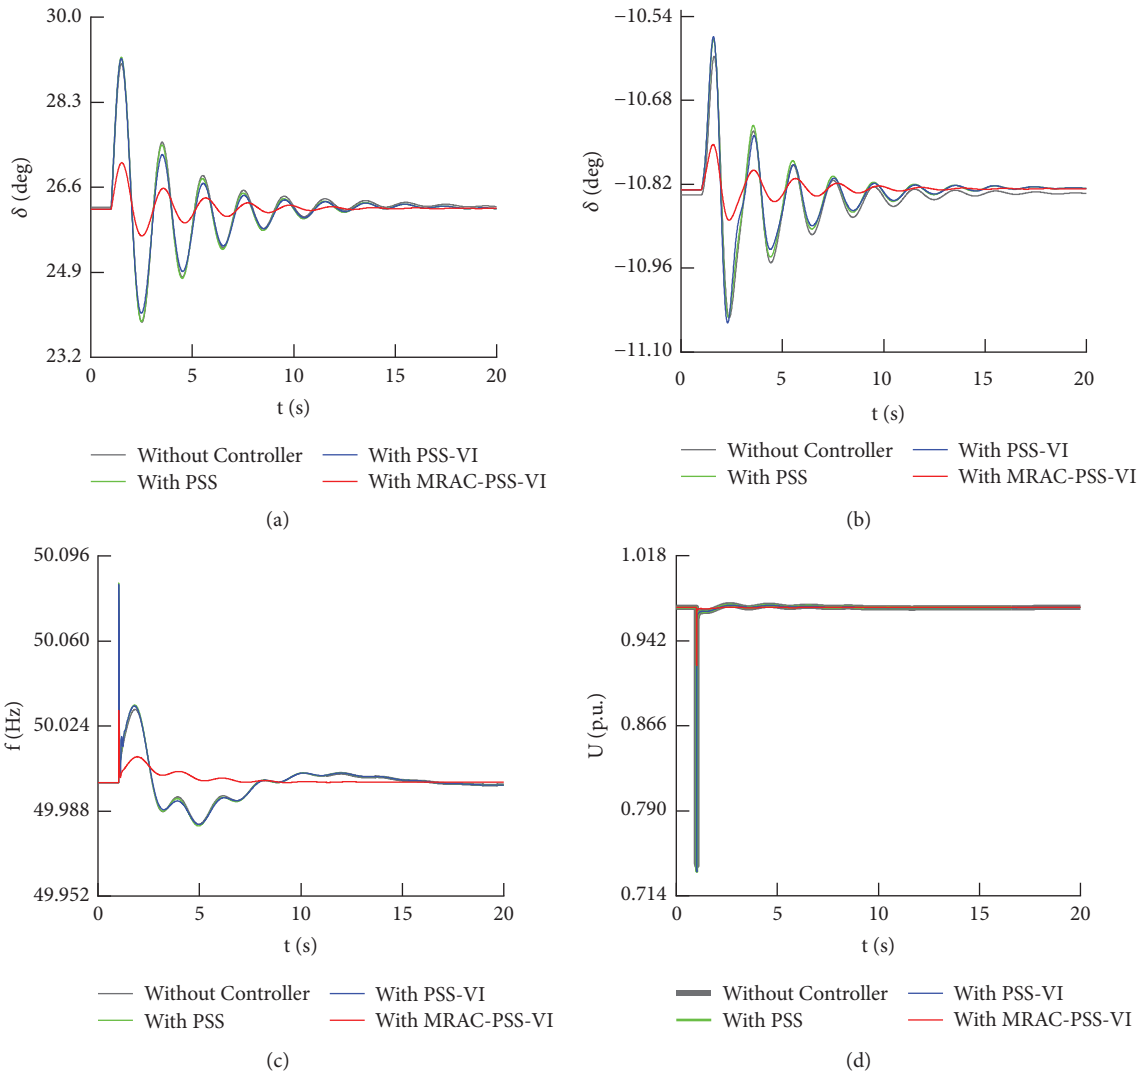 30.0
28.3
26.6
24.9
23.2
δ (deg)
0 5 10 15 20
t (s)
Without Controller With PSS-VI
With PSS With MRAC-PSS-VI
(a)
−10.54
−10.68
−10.82
−10.96
−11.10
δ (deg)
0 5 10 15 20
t (s)
Without Controller With PSS-VI
With PSS With MRAC-PSS-VI
(b)
50.096
50.060
50.024
49.988
49.952
f (Hz)
0 5 10 15 20
t (s)
Without Controller With PSS-VI
With PSS With MRAC-PSS-VI
(c)
1.018
0.942
0.866
0.790
0.714
U (p.u.)
0 5 10 15 20
t (s)
Without Controller With PSS-VI
With PSS With MRAC-PSS-VI
(d)